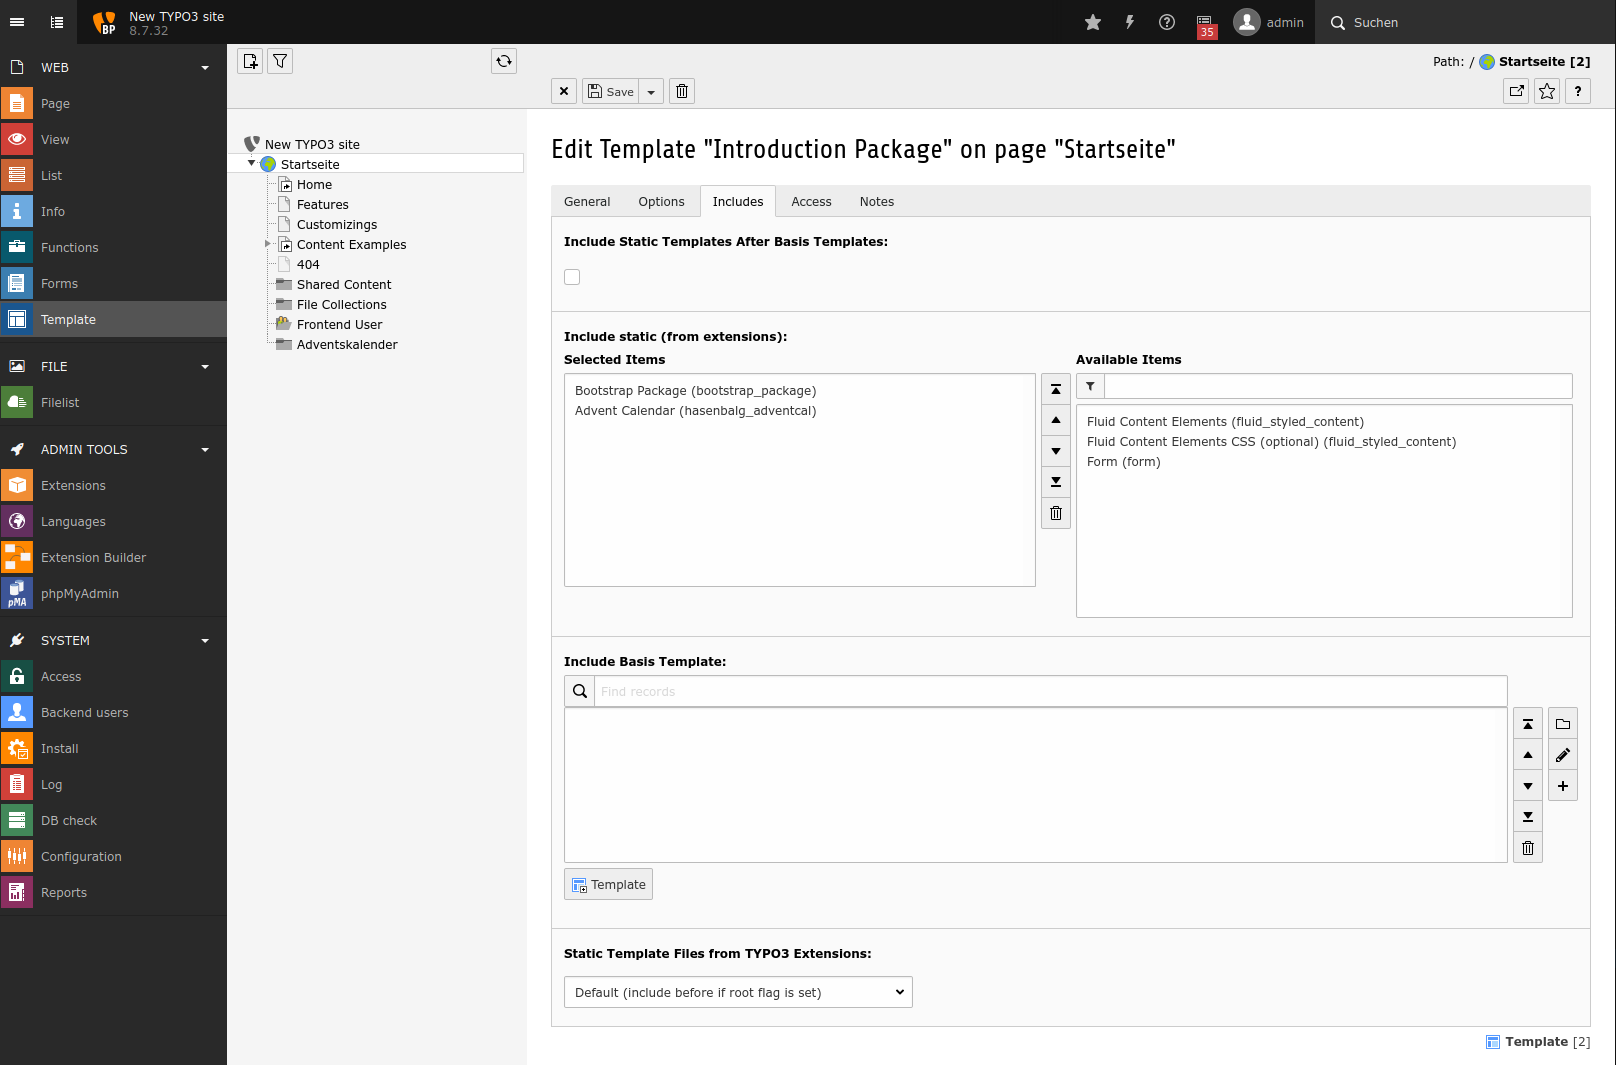 New TYPO3 site
8.7.32
BP
35
admin
Suchen
WEB
Page
View
List
Info
Functions
Forms
Template
FILE
Filelist
ADMIN TOOLS
Extensions
Languages
Extension Builder
pMA
phpMyAdmin
SYSTEM
Access
Backend users
Install
Log
DB check
Configuration
Reports
New TYPO3 site
Startseite
Home
Features
Customizings
Content Examples
404
Shared Content
File Collections
Frontend User
Adventskalender
Path: / Startseite [2]
Save
?
Edit Template "Introduction Package" on page "Startseite"
General Options Includes Access Notes
Include Static Templates After Basis Templates:
Include static (from extensions):
Selected Items
Bootstrap Package (bootstrap_package)
Advent Calendar (hasenbalg_adventcal)
Available Items
Fluid Content Elements (fluid_styled_content)
Fluid Content Elements CSS (optional) (fluid_styled_content)
Form (form)
Include Basis Template:
Find records
Template
Static Template Files from TYPO3 Extensions:
Default (include before if root flag is set)
Template [2]